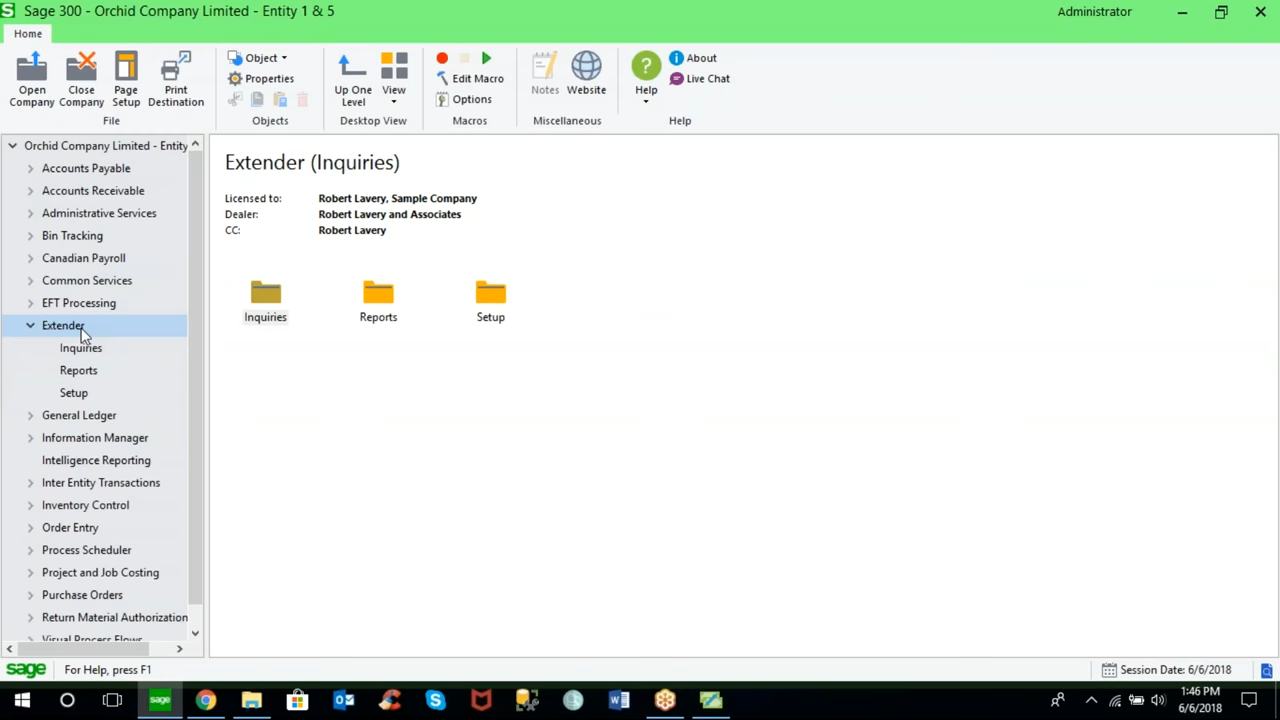 S Sage 300 - Orchid Company Limited - Entity 1 & 5
Administrator
Home
Open Company
Close Company
Page Setup
Print Destination
File
Object
Properties
Objects
Up One Level
View
Desktop View
Edit Macro
Options
Macros
Notes
Website
Miscellaneous
Help
About
Live Chat
Help
Orchid Company Limited - Entity
Accounts Payable
Accounts Receivable
Administrative Services
Bin Tracking
Canadian Payroll
Common Services
EFT Processing
Extender
Inquiries
Reports
Setup
General Ledger
Information Manager
Intelligence Reporting
Inter Entity Transactions
Inventory Control
Order Entry
Process Scheduler
Project and Job Costing
Purchase Orders
Return Material Authorization
Visual Process Flows
Extender (Inquiries)
Licensed to: Robert Lavery, Sample Company
Dealer: Robert Lavery and Associates
CC: Robert Lavery
Inquiries
Reports
Setup
sage For Help, press F1
Session Date: 6/6/2018
sage
1:46 PM
6/6/2018